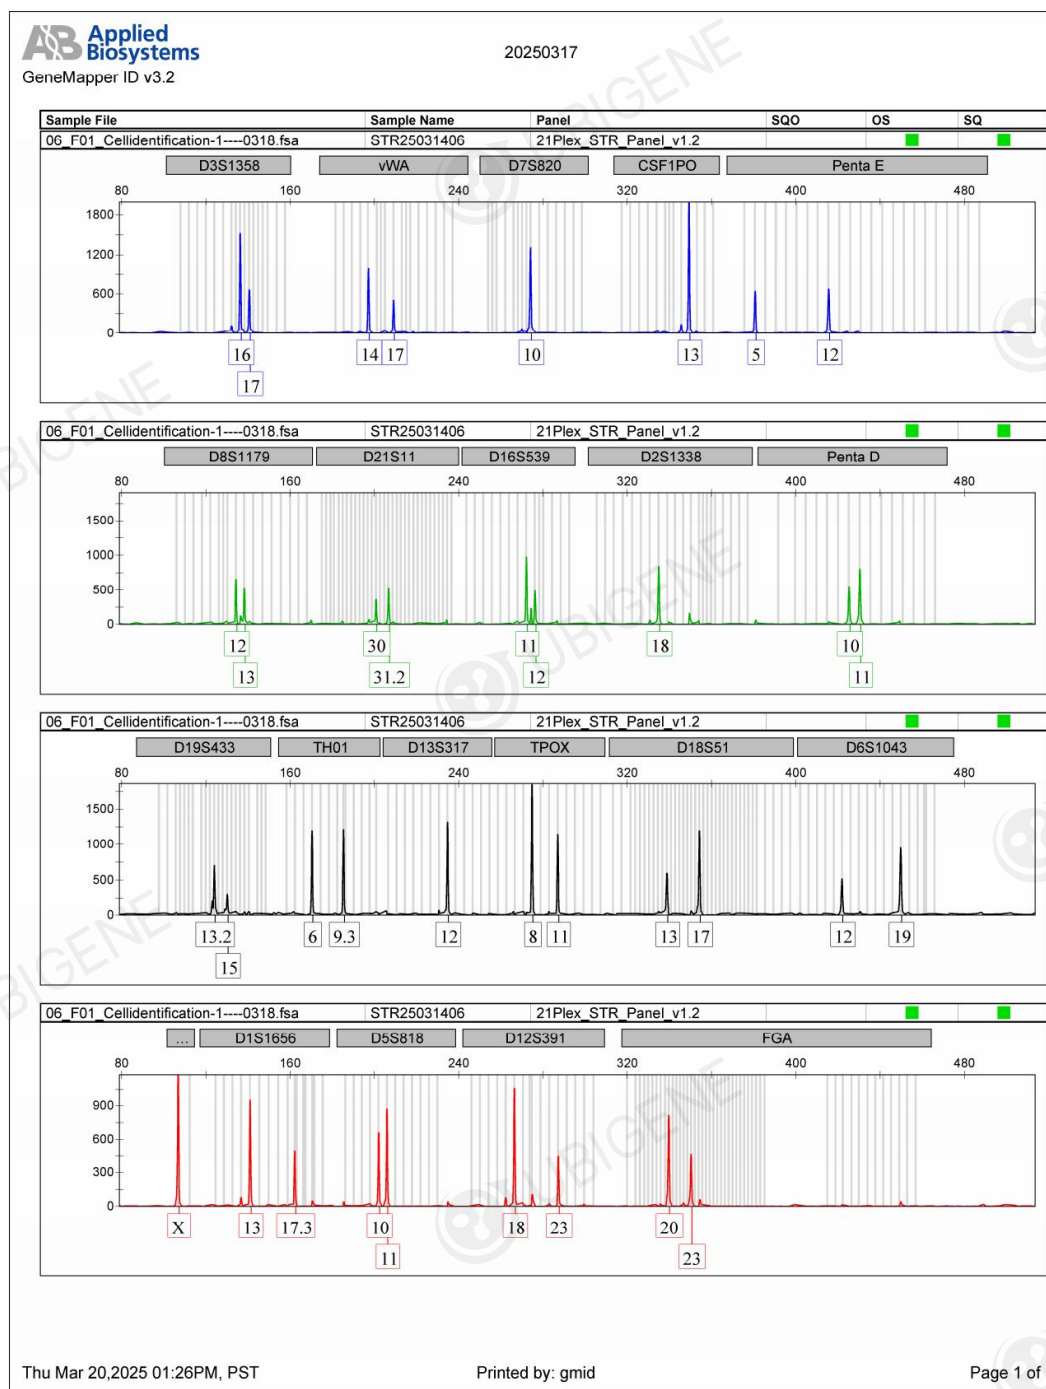 Applied
Biosystems
GeneMapper ID v3.2
20250317
Sample File Sample Name Panel SQO OS SQ
06_F01_Cellidentification-1----0318.fsa STR25031406 21Plex_STR_Panel_v1.2
D3S1358 vWA D7S820 CSF1PO Penta E
80 160 240 320 400 480
1800
1200
600
0
16 14 17 10 13 5 12
17
06_F01_Cellidentification-1----0318.fsa STR25031406 21Plex_STR_Panel_v1.2
D8S1179 D21S11 D16S539 D2S1338 Penta D
80 160 240 320 400 480
1500
1000
500
0
12 30 11 18 10
13 31.2 12 11
06_F01_Cellidentification-1----0318.fsa STR25031406 21Plex_STR_Panel_v1.2
D19S433 TH01 D13S317 TPOX D18S51 D6S1043
80 160 240 320 400 480
1500
1000
500
0
13.2 6 9.3 12 8 11 13 17 12 19
15
06_F01_Cellidentification-1----0318.fsa STR25031406 21Plex_STR_Panel_v1.2
... D1S1656 D5S818 D12S391 FGA
80 160 240 320 400 480
900
600
300
0
X 13 17.3 10 18 23 20
11 23
Thu Mar 20,2025 01:26PM, PST Printed by: gmid Page 1 of
UBIGENE